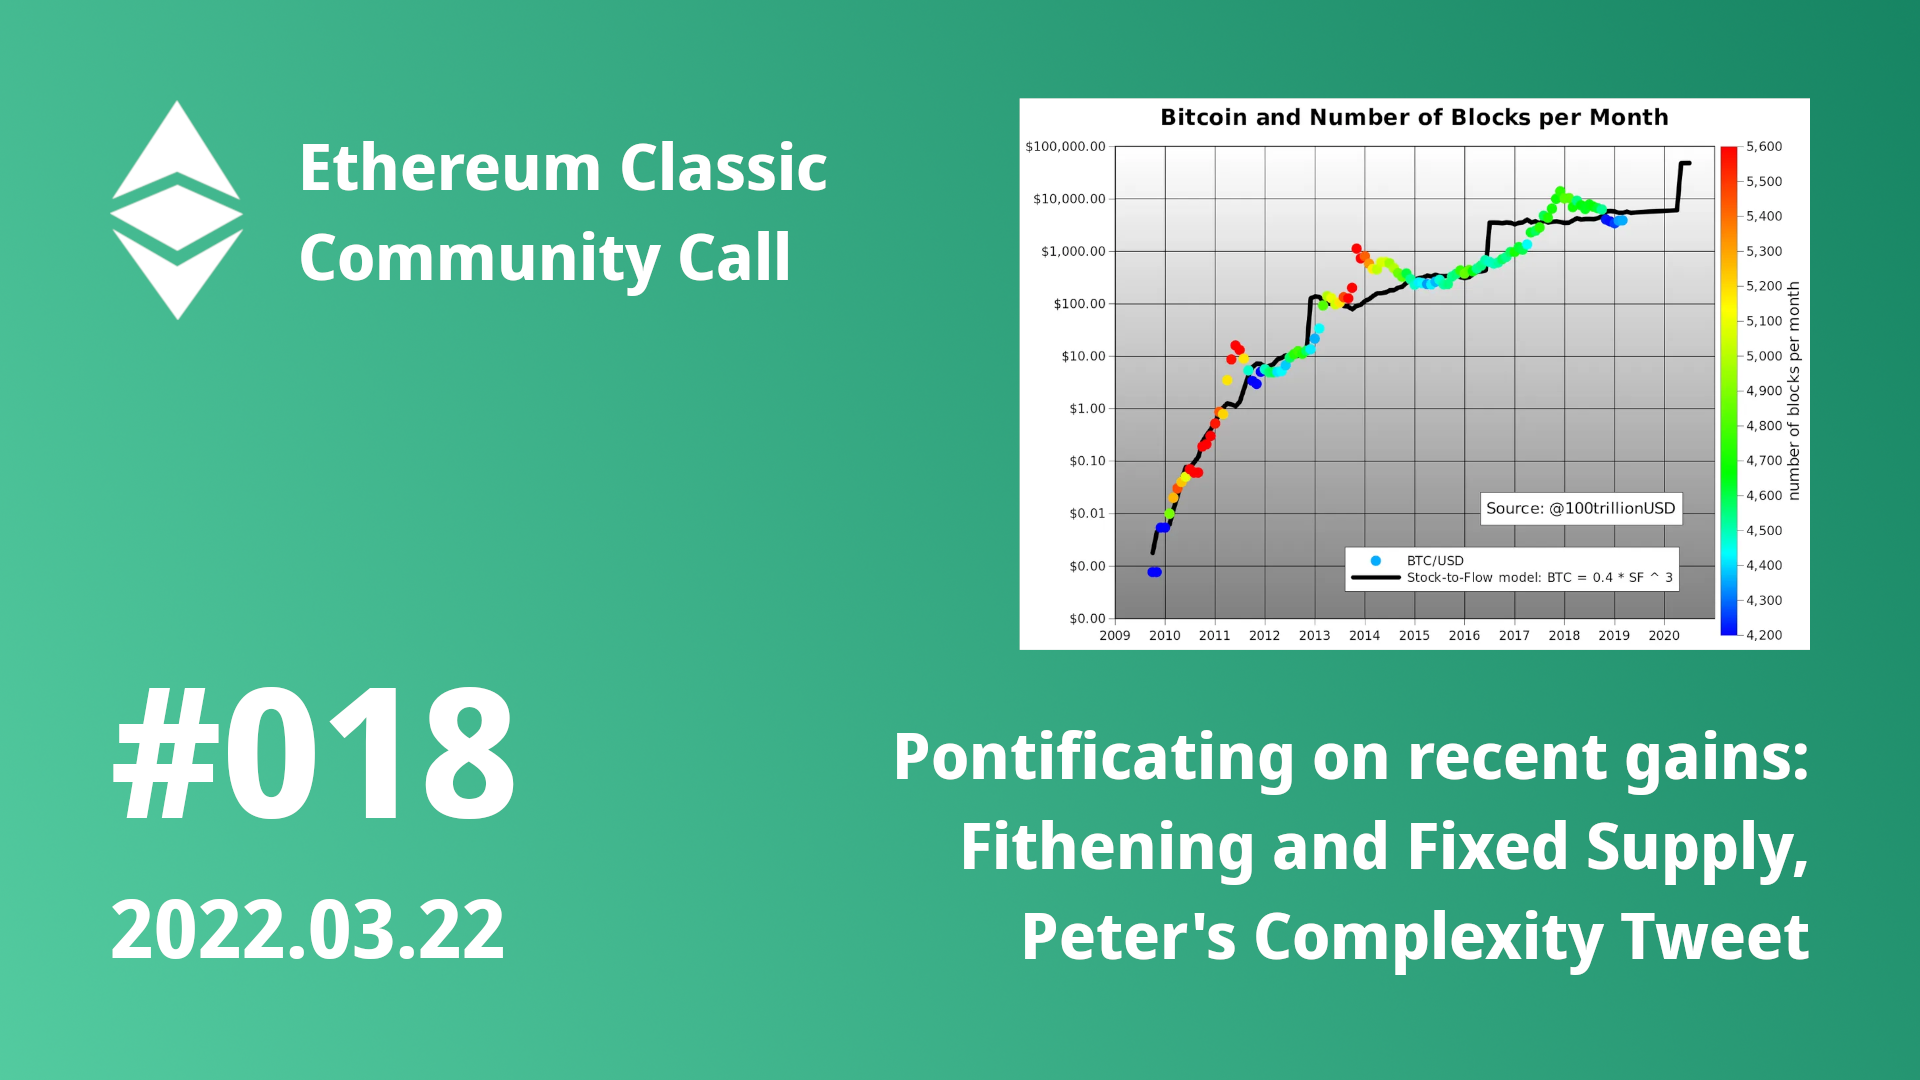 Ethereum Classic
Community Call
Bitcoin and Number of Blocks per Month
$100,000.00
$10,000.00
$1,000.00
$100.00
$10.00
$1.00
$0.10
$0.01
$0.00
$0.00
2009 2010 2011 2012 2013 2014 2015 2016 2017 2018 2019 2020
Source: @100trillionUSD
BTC/USD
Stock-to-Flow model: BTC = 0.4 * SF ^ 3
5,600
5,500
5,400
5,300
5,200
5,100
5,000
4,900
4,800
4,700
4,600
4,500
4,400
4,300
4,200
number of blocks per month
#018
2022.03.22
Pontificating on recent gains:
Fithening and Fixed Supply,
Peter's Complexity Tweet